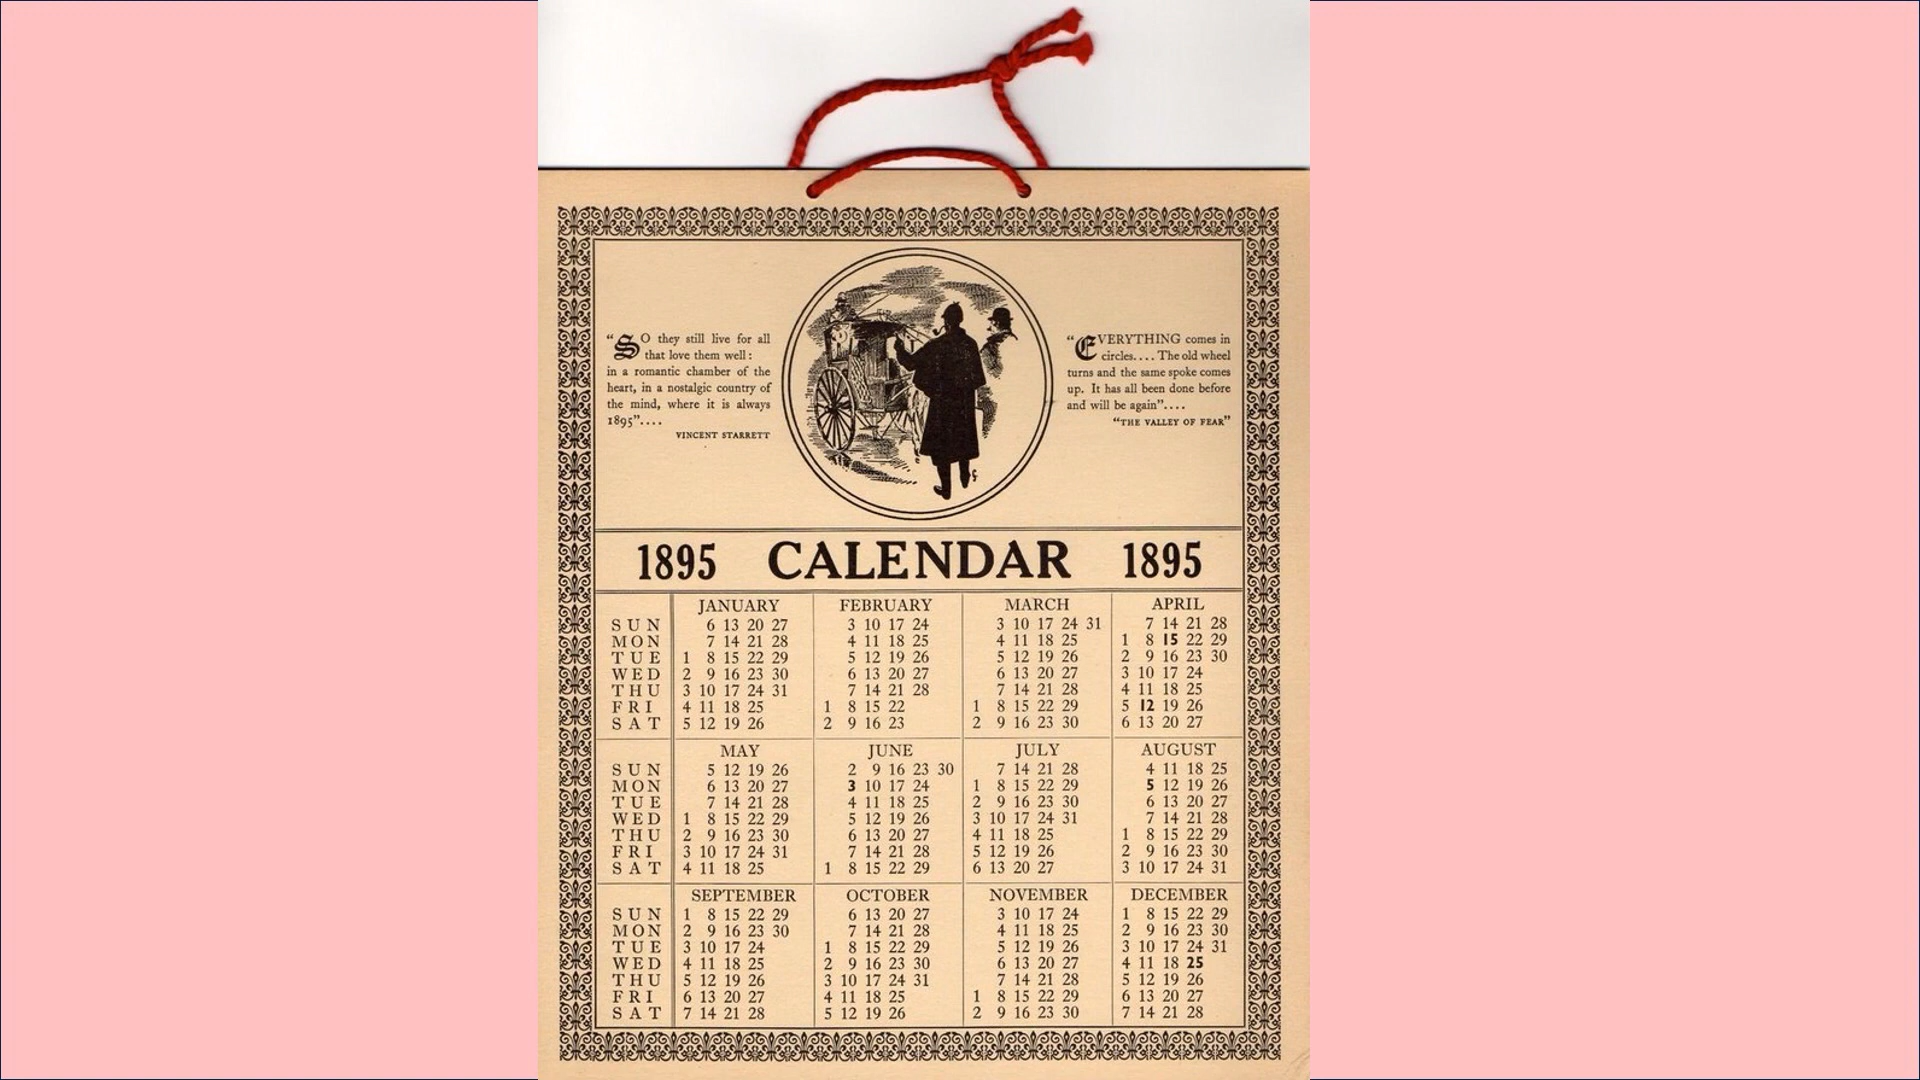 “SO they still live for all
that love them well :
in a romantic chamber of the
heart, in a nostalgic country of
the mind, where it is always
1895”....
VINCENT STARRETT
“EVERYTHING comes in
circles.... The old wheel
turns and the same spoke comes
up. It has all been done before
and will be again”....
“THE VALLEY OF FEAR”
1895 CALENDAR 1895
JANUARY FEBRUARY MARCH APRIL
SUN 6 13 20 27 3 10 17 24 3 10 17 24 31 7 14 21 28
MON 7 14 21 28 4 11 18 25 4 11 18 25 1 8 15 22 29
TUE 1 8 15 22 29 5 12 19 26 5 12 19 26 2 9 16 23 30
WED 2 9 16 23 30 6 13 20 27 6 13 20 27 3 10 17 24
THU 3 10 17 24 31 7 14 21 28 7 14 21 28 4 11 18 25
FRI 4 11 18 25 1 8 15 22 1 8 15 22 29 5 12 19 26
SAT 5 12 19 26 2 9 16 23 2 9 16 23 30 6 13 20 27
MAY JUNE JULY AUGUST
SUN 5 12 19 26 2 9 16 23 30 7 14 21 28 4 11 18 25
MON 6 13 20 27 3 10 17 24 1 8 15 22 29 5 12 19 26
TUE 7 14 21 28 4 11 18 25 2 9 16 23 30 6 13 20 27
WED 1 8 15 22 29 5 12 19 26 3 10 17 24 31 7 14 21 28
THU 2 9 16 23 30 6 13 20 27 4 11 18 25 1 8 15 22 29
FRI 3 10 17 24 31 7 14 21 28 5 12 19 26 2 9 16 23 30
SAT 4 11 18 25 1 8 15 22 29 6 13 20 27 3 10 17 24 31
SEPTEMBER OCTOBER NOVEMBER DECEMBER
SUN 1 8 15 22 29 6 13 20 27 3 10 17 24 1 8 15 22 29
MON 2 9 16 23 30 7 14 21 28 4 11 18 25 2 9 16 23 30
TUE 3 10 17 24 1 8 15 22 29 5 12 19 26 3 10 17 24 31
WED 4 11 18 25 2 9 16 23 30 6 13 20 27 4 11 18 25
THU 5 12 19 26 3 10 17 24 31 7 14 21 28 5 12 19 26
FRI 6 13 20 27 4 11 18 25 1 8 15 22 29 6 13 20 27
SAT 7 14 21 28 5 12 19 26 2 9 16 23 30 7 14 21 28